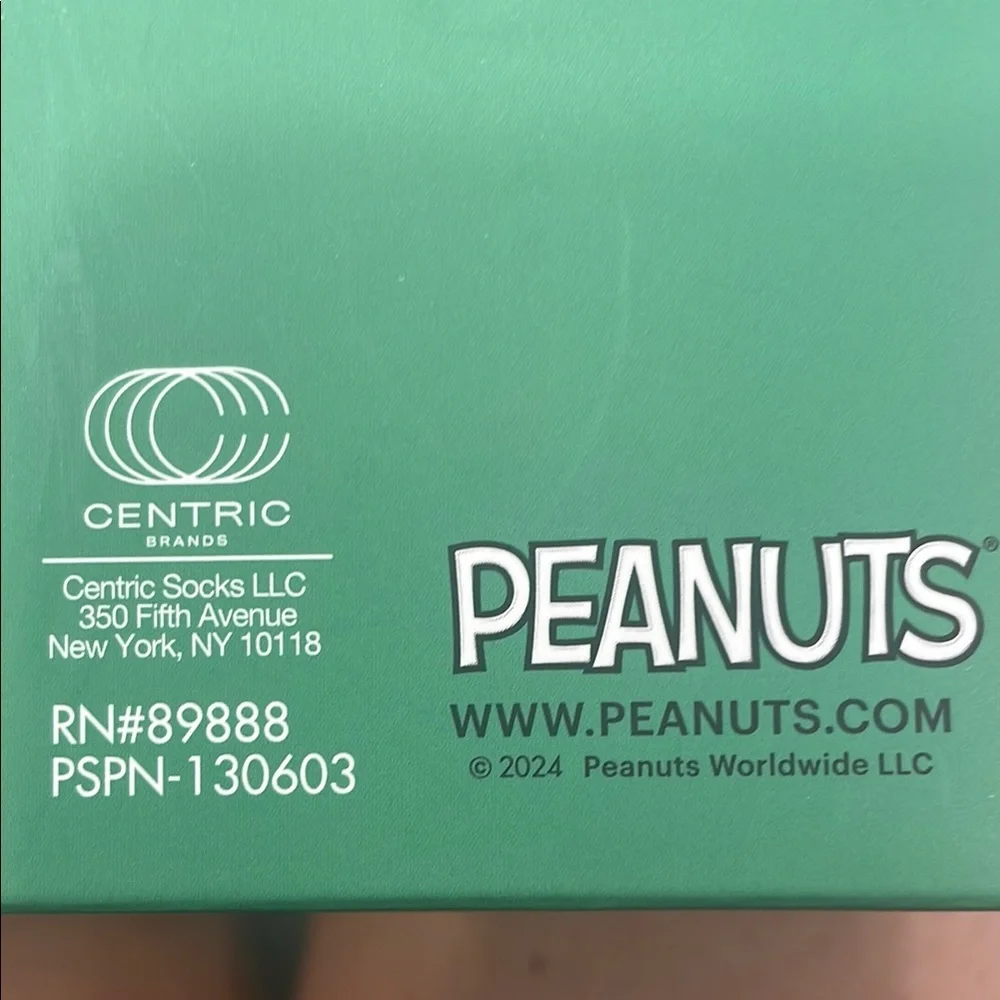 CENTRIC
BRANDS
Centric Socks LLC
350 Fifth Avenue
New York, NY 10118
RN#89888
PSPN-130603
PEANUTS®
WWW.PEANUTS.COM
© 2024 Peanuts Worldwide LLC